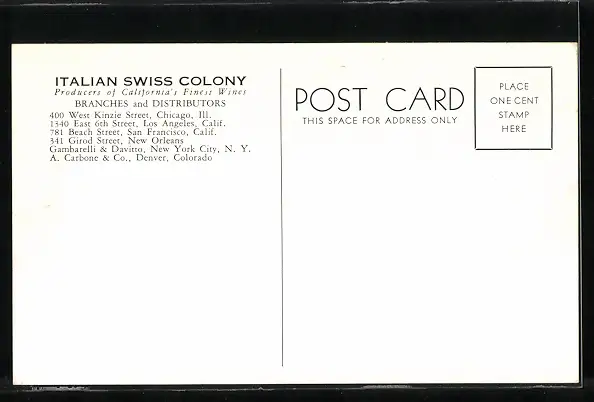 ITALIAN SWISS COLONY
Producers of California's Finest Wines
BRANCHES and DISTRIBUTORS
400 West Kinzie Street, Chicago, Ill.
1340 East 6th Street, Los Angeles, Calif.
781 Beach Street, San Francisco, Calif.
341 Girod Street, New Orleans
Gambarelli & Davitto, New York City, N. Y.
A. Carbone & Co., Denver, Colorado
POST CARD
THIS SPACE FOR ADDRESS ONLY
PLACE
ONE CENT
STAMP
HERE